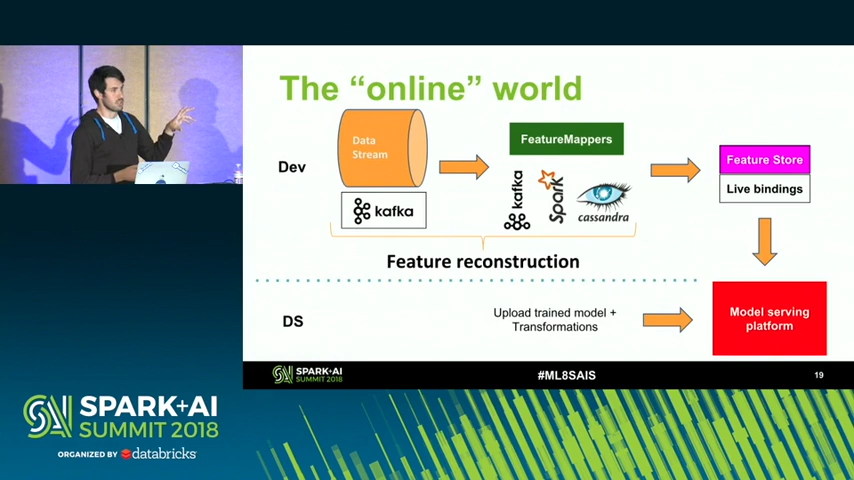 The “online” world
Data
Stream
FeatureMappers
Feature Store
Live bindings
Dev
kafka
kafka
Spark
cassandra
Feature reconstruction
DS
Upload trained model +
Transformations
Model serving
platform
SPARK+AI
SUMMIT 2018
#ML8SAIS
19
SPARK+AI
SUMMIT 2018
ORGANIZED BY databricks